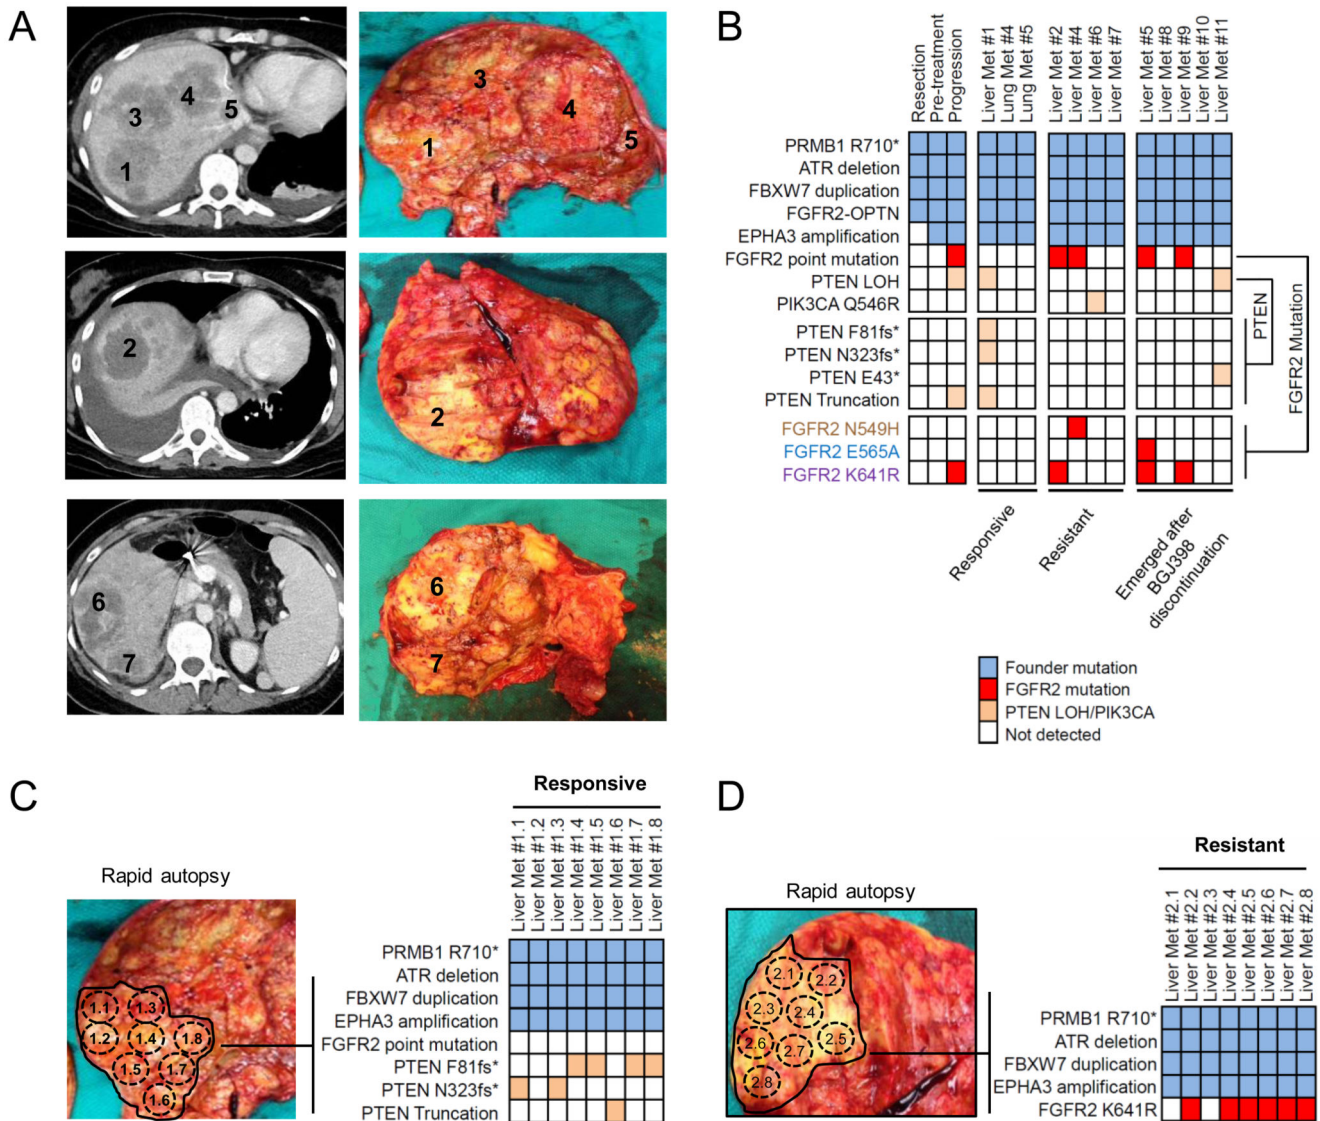 A
3
4
5
1
3
4
1
5
2
2
6
7
6
7
B
Resection
Pre-treatment
Progression
Liver Met #1
Lung Met #4
Lung Met #5
Liver Met #2
Liver Met #4
Liver Met #6
Liver Met #7
Liver Met #5
Liver Met #8
Liver Met #9
Liver Met #10
Liver Met #11
PRMB1 R710*
ATR deletion
FBXW7 duplication
FGFR2-OPTN
EPHA3 amplification
FGFR2 point mutation
PTEN LOH
PIK3CA Q546R
PTEN F81fs*
PTEN N323fs*
PTEN E43*
PTEN Truncation
FGFR2 N549H
FGFR2 E565A
FGFR2 K641R
PTEN
FGFR2 Mutation
Responsive
Resistant
Emerged after
BGJ398
discontinuation
Founder mutation
FGFR2 mutation
PTEN LOH/PIK3CA
Not detected
C
Responsive
Liver Met #1.1
Liver Met #1.2
Liver Met #1.3
Liver Met #1.4
Liver Met #1.5
Liver Met #1.6
Liver Met #1.7
Liver Met #1.8
Rapid autopsy
1.1
1.3
1.2
1.4
1.8
1.5
1.7
1.6
PRMB1 R710*
ATR deletion
FBXW7 duplication
EPHA3 amplification
FGFR2 point mutation
PTEN F81fs*
PTEN N323fs*
PTEN Truncation
D
Resistant
Liver Met #2.1
Liver Met #2.2
Liver Met #2.3
Liver Met #2.4
Liver Met #2.5
Liver Met #2.6
Liver Met #2.7
Liver Met #2.8
Rapid autopsy
2.1
2.2
2.3
2.4
2.6
2.7
2.5
2.8
PRMB1 R710*
ATR deletion
FBXW7 duplication
EPHA3 amplification
FGFR2 K641R